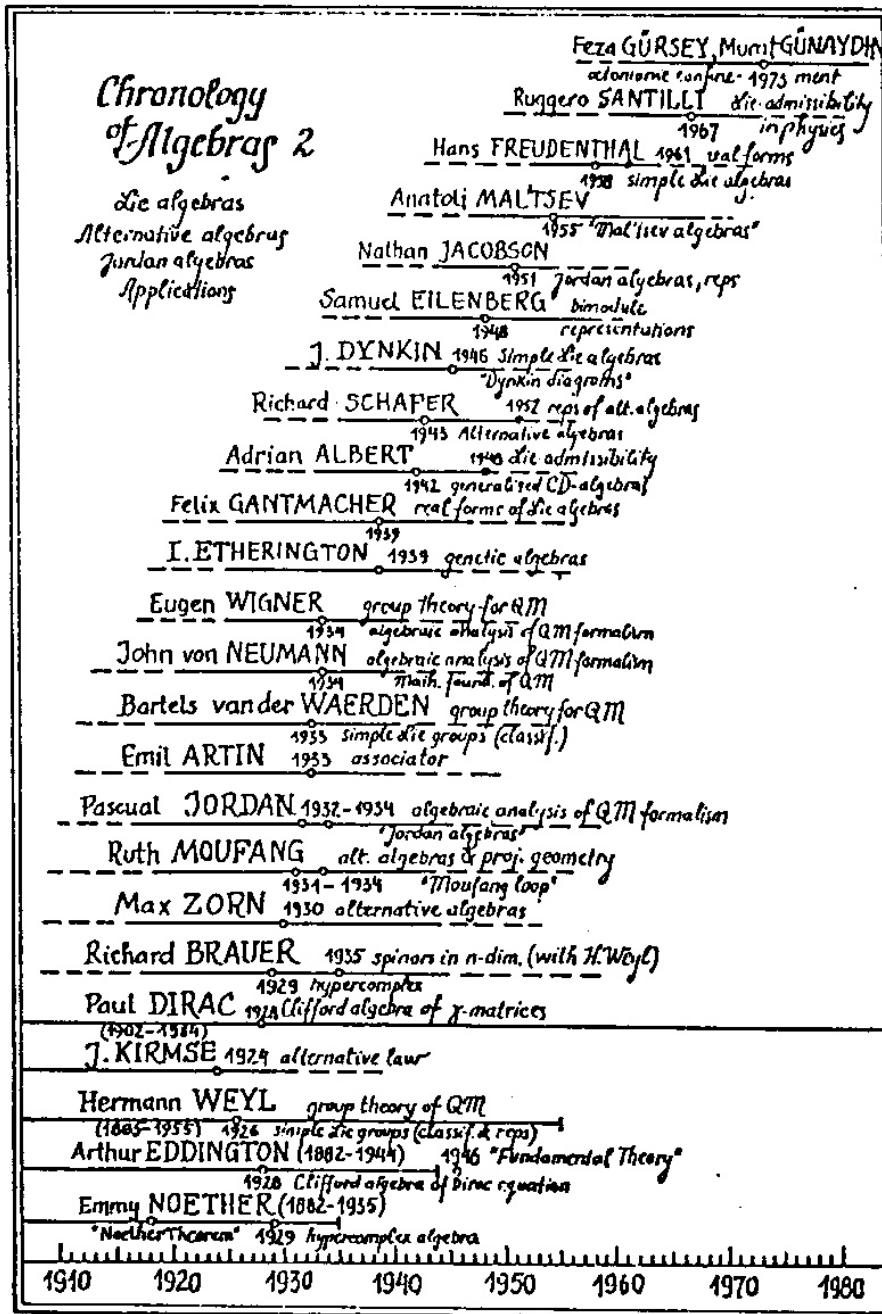 Feza GÜRSEY, Murat GÜNAYDIN
octonionic confine- 1973 ment
Chronology
of Algebras 2
Lie algebras
Alternative algebras
Jordan algebras
Applications
Ruggero SANTILLI Lie-admissibility
1967 in physics
Hans FREUDENTHAL 1961 val forms
1958 simple Lie algebras
Anatoli MAL'TSEV
1955 "Mal'tsev algebras"
Nathan JACOBSON
1951 Jordan algebras, reps
Samuel EILENBERG bimodule
1948 representations
J. DYNKIN 1946 simple Lie algebras
"Dynkin diagrams"
Richard SCHAFER 1952 reps of alt. algebras
1943 Alternative algebras
Adrian ALBERT 1948 Lie admissibility
1942 generalised CD-algebras
Felix GANTMACHER real forms of Lie algebras
1939
I. ETHERINGTON 1939 genetic algebras
Eugen WIGNER group theory for QM
1934 algebraic analysis of QM formalism
John von NEUMANN algebraic analysis of QM formalism
1934 Math. found. of QM
Bartels van der WAERDEN group theory for QM
1933 simple Lie groups (classif.)
Emil ARTIN 1933 associator
Pascual JORDAN 1932-1934 algebraic analysis of QM formalism
"Jordan algebras"
Ruth MOUFANG alt. algebras & proj. geometry
1931-1934 "Moufang loop"
Max ZORN 1930 alternative algebras
Richard BRAUER 1935 spinors in n-dim. (with H. Weyl)
1929 hypercomplex
Paul DIRAC 1928 Clifford algebra of γ-matrices
(1902-1984)
J. KIRMSE 1924 alternative law
Hermann WEYL group theory of QM
(1885-1955) 1926 simple Lie groups (classif. & reps)
Arthur EDDINGTON (1882-1944) 1946 "Fundamental Theory"
1928 Clifford algebra of Dirac equation
Emmy NOETHER (1882-1935)
"Noether Theorem" 1929 hypercomplex algebra
1910 1920 1930 1940 1950 1960 1970 1980